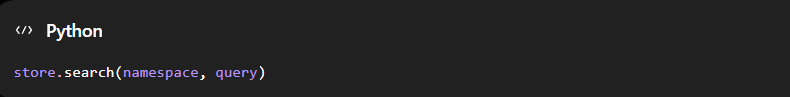 </> Python
store.search(namespace, query)